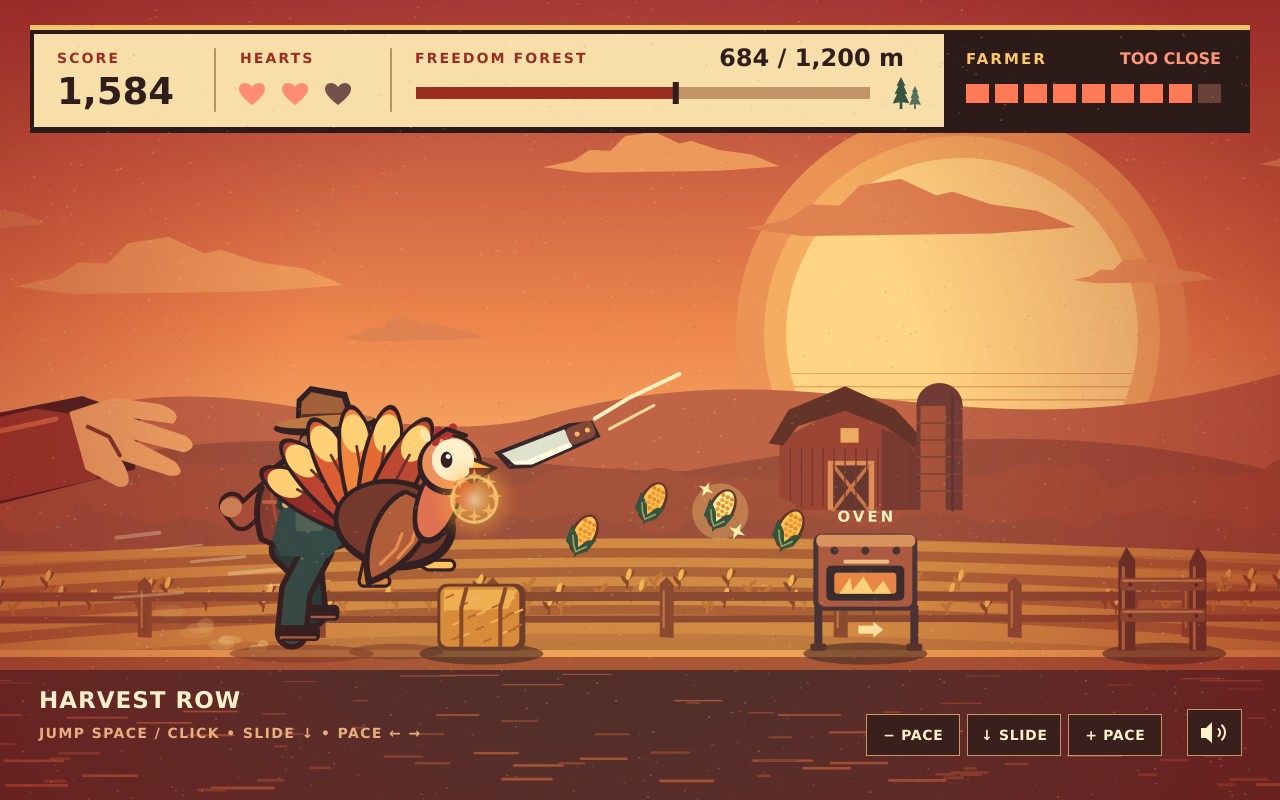 SCORE
1,584
HEARTS
FREEDOM FOREST
684 / 1,200 m
FARMER
TOO CLOSE
OVEN
HARVEST ROW
JUMP SPACE / CLICK • SLIDE ↓ • PACE ← →
− PACE
↓ SLIDE
+ PACE